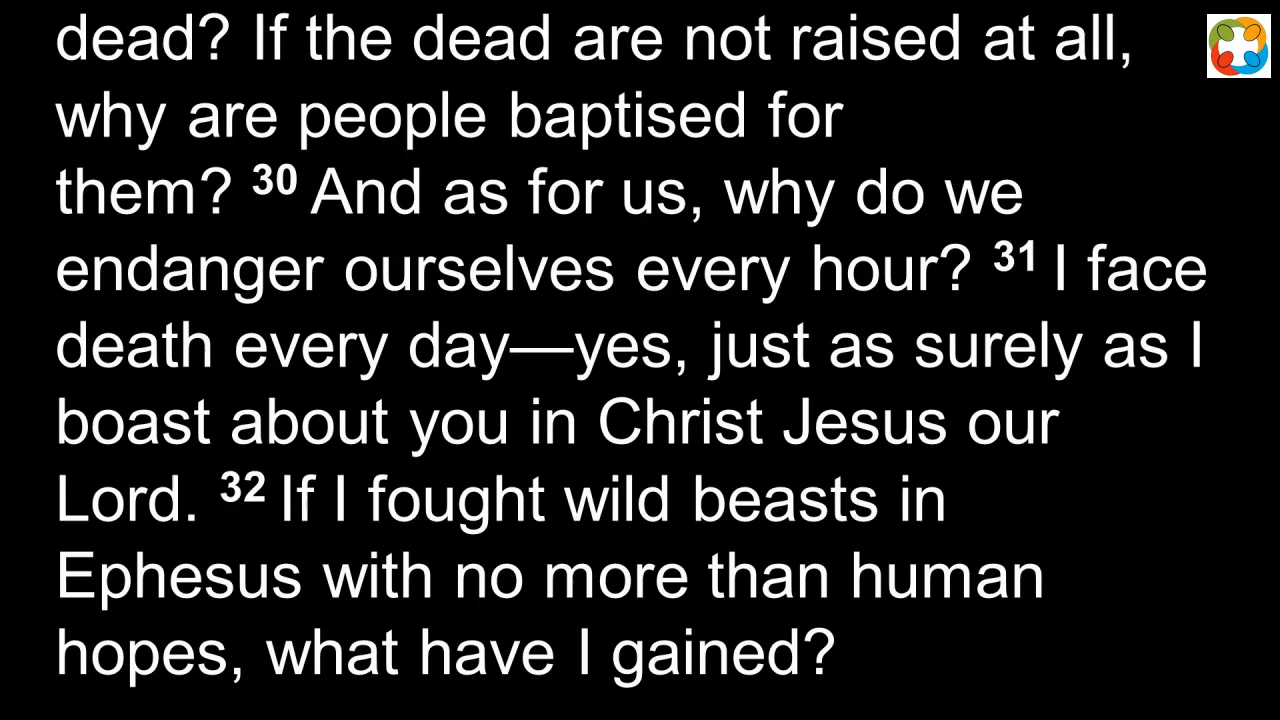 dead? If the dead are not raised at all,
why are people baptised for
them? 30 And as for us, why do we
endanger ourselves every hour? 31 I face
death every day—yes, just as surely as I
boast about you in Christ Jesus our
Lord. 32 If I fought wild beasts in
Ephesus with no more than human
hopes, what have I gained?